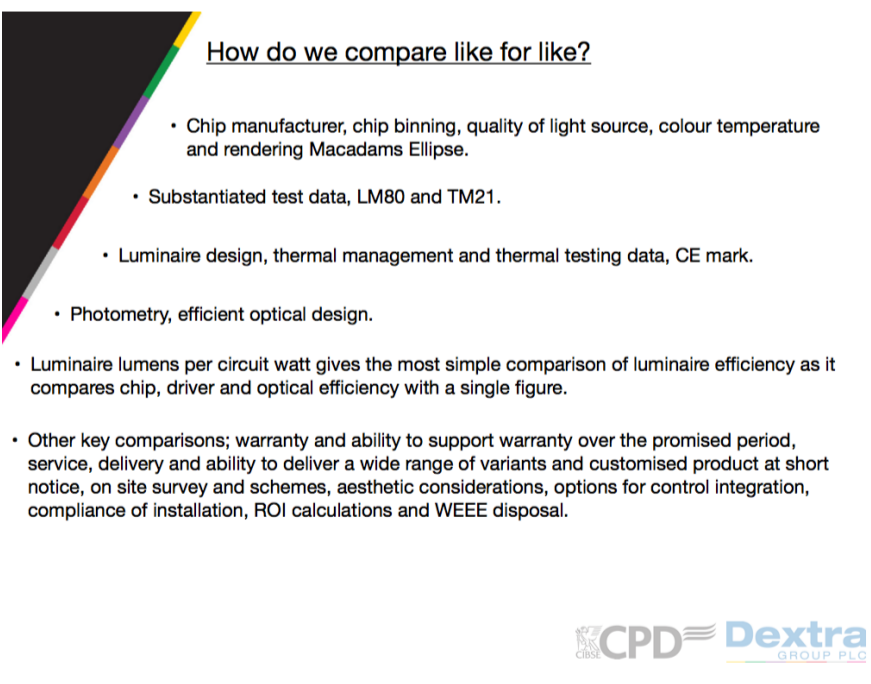 How do we compare like for like?
• Chip manufacturer, chip binning, quality of light source, colour temperature
and rendering Macadams Ellipse.
• Substantiated test data, LM80 and TM21.
• Luminaire design, thermal management and thermal testing data, CE mark.
• Photometry, efficient optical design.
• Luminaire lumens per circuit watt gives the most simple comparison of luminaire efficiency as it
compares chip, driver and optical efficiency with a single figure.
• Other key comparisons; warranty and ability to support warranty over the promised period,
service, delivery and ability to deliver a wide range of variants and customised product at short
notice, on site survey and schemes, aesthetic considerations, options for control integration,
compliance of installation, ROI calculations and WEEE disposal.
CIBSE CPD Dextra
GROUP PLC